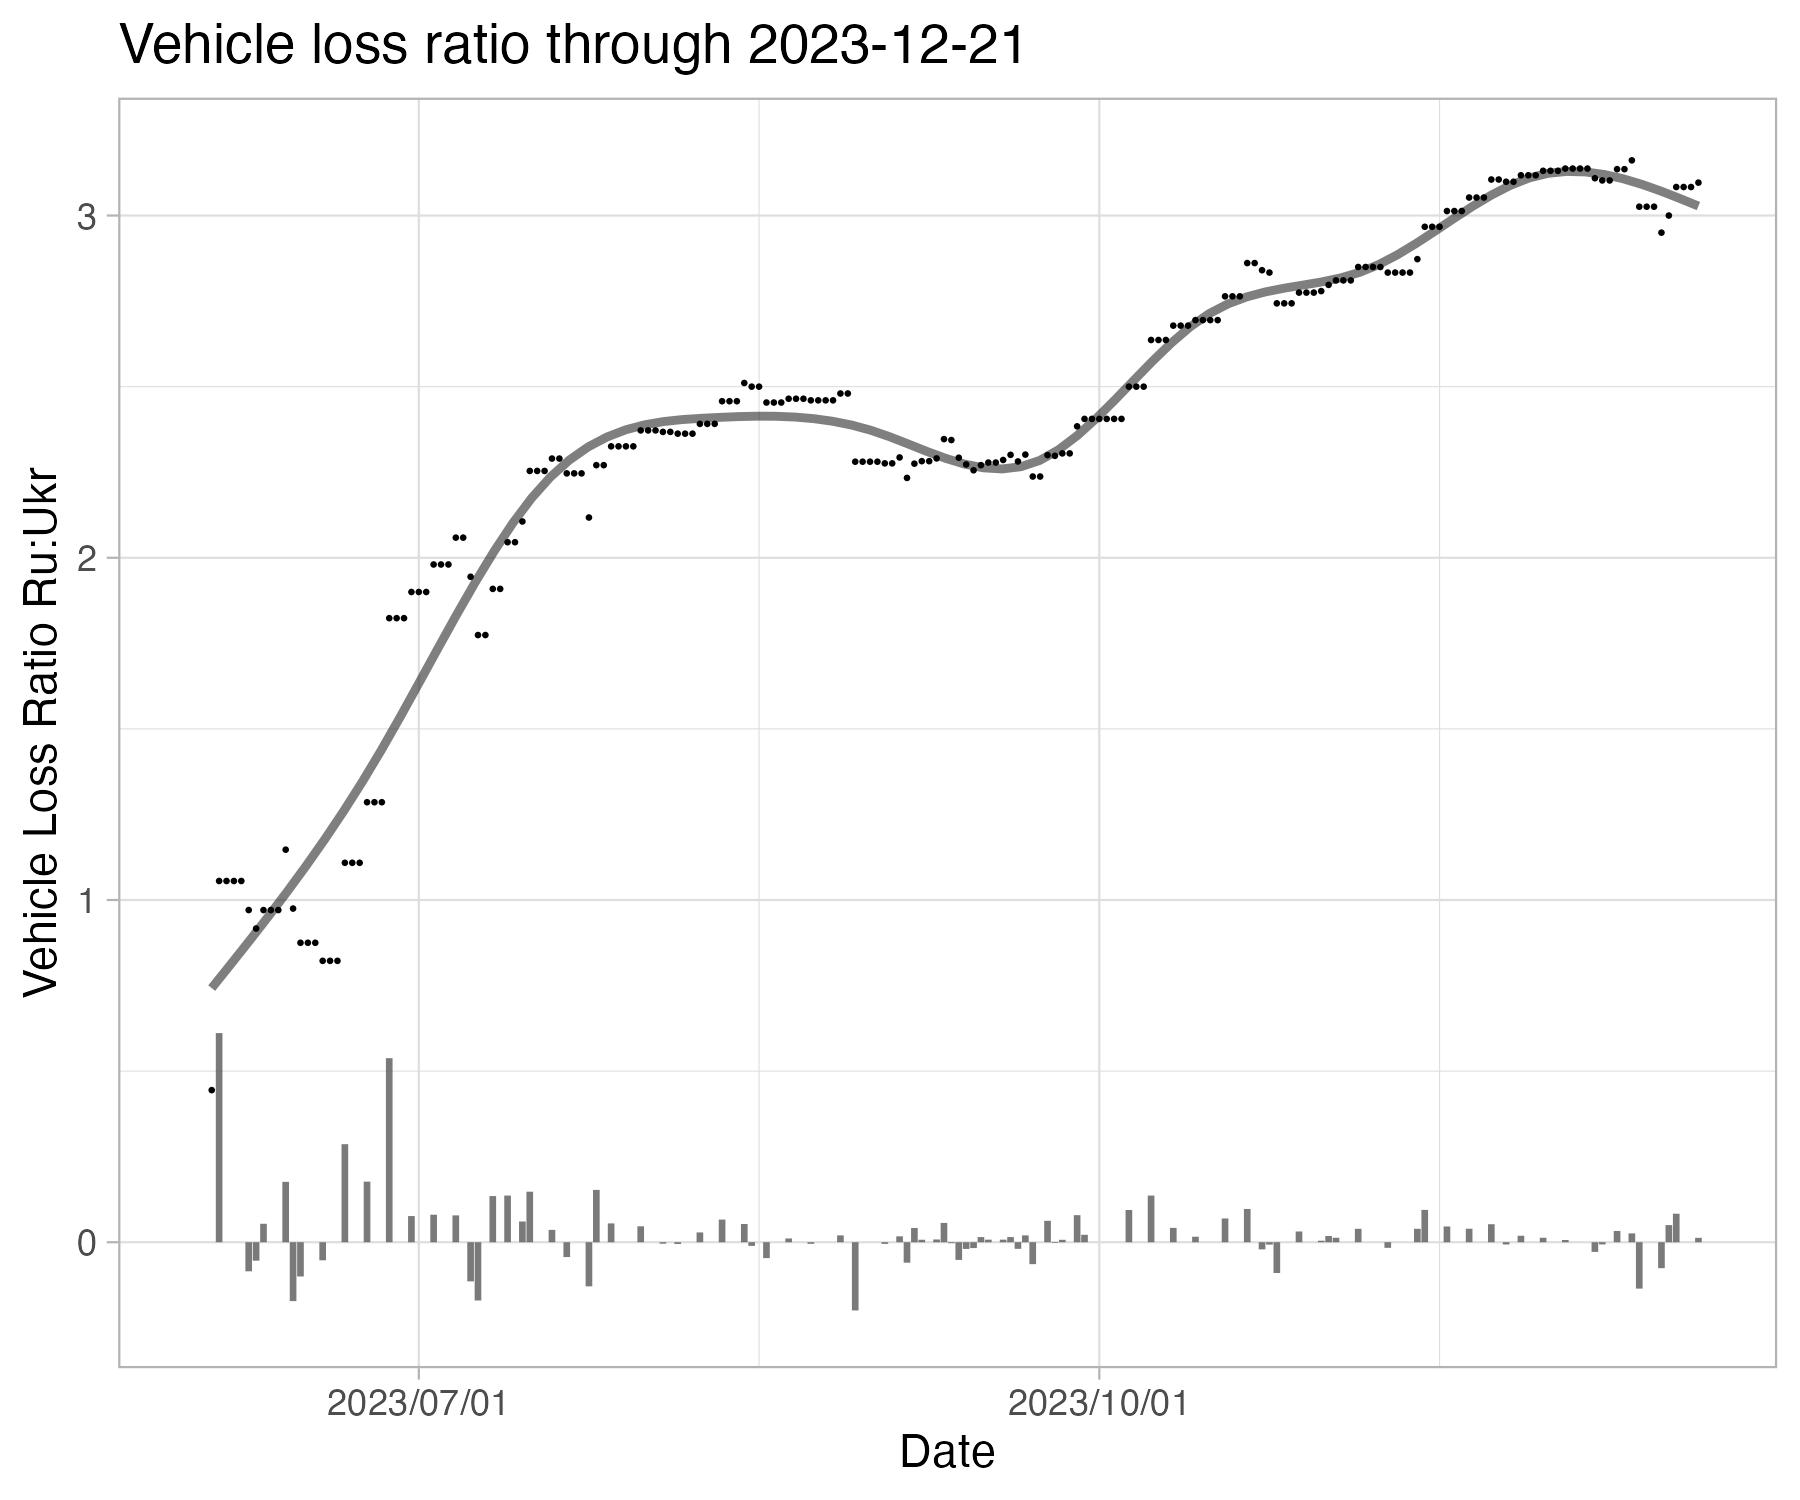 Vehicle loss ratio through 2023-12-21
Vehicle Loss Ratio Ru:Ukr
3
2
1
0
2023/07/01
2023/10/01
Date